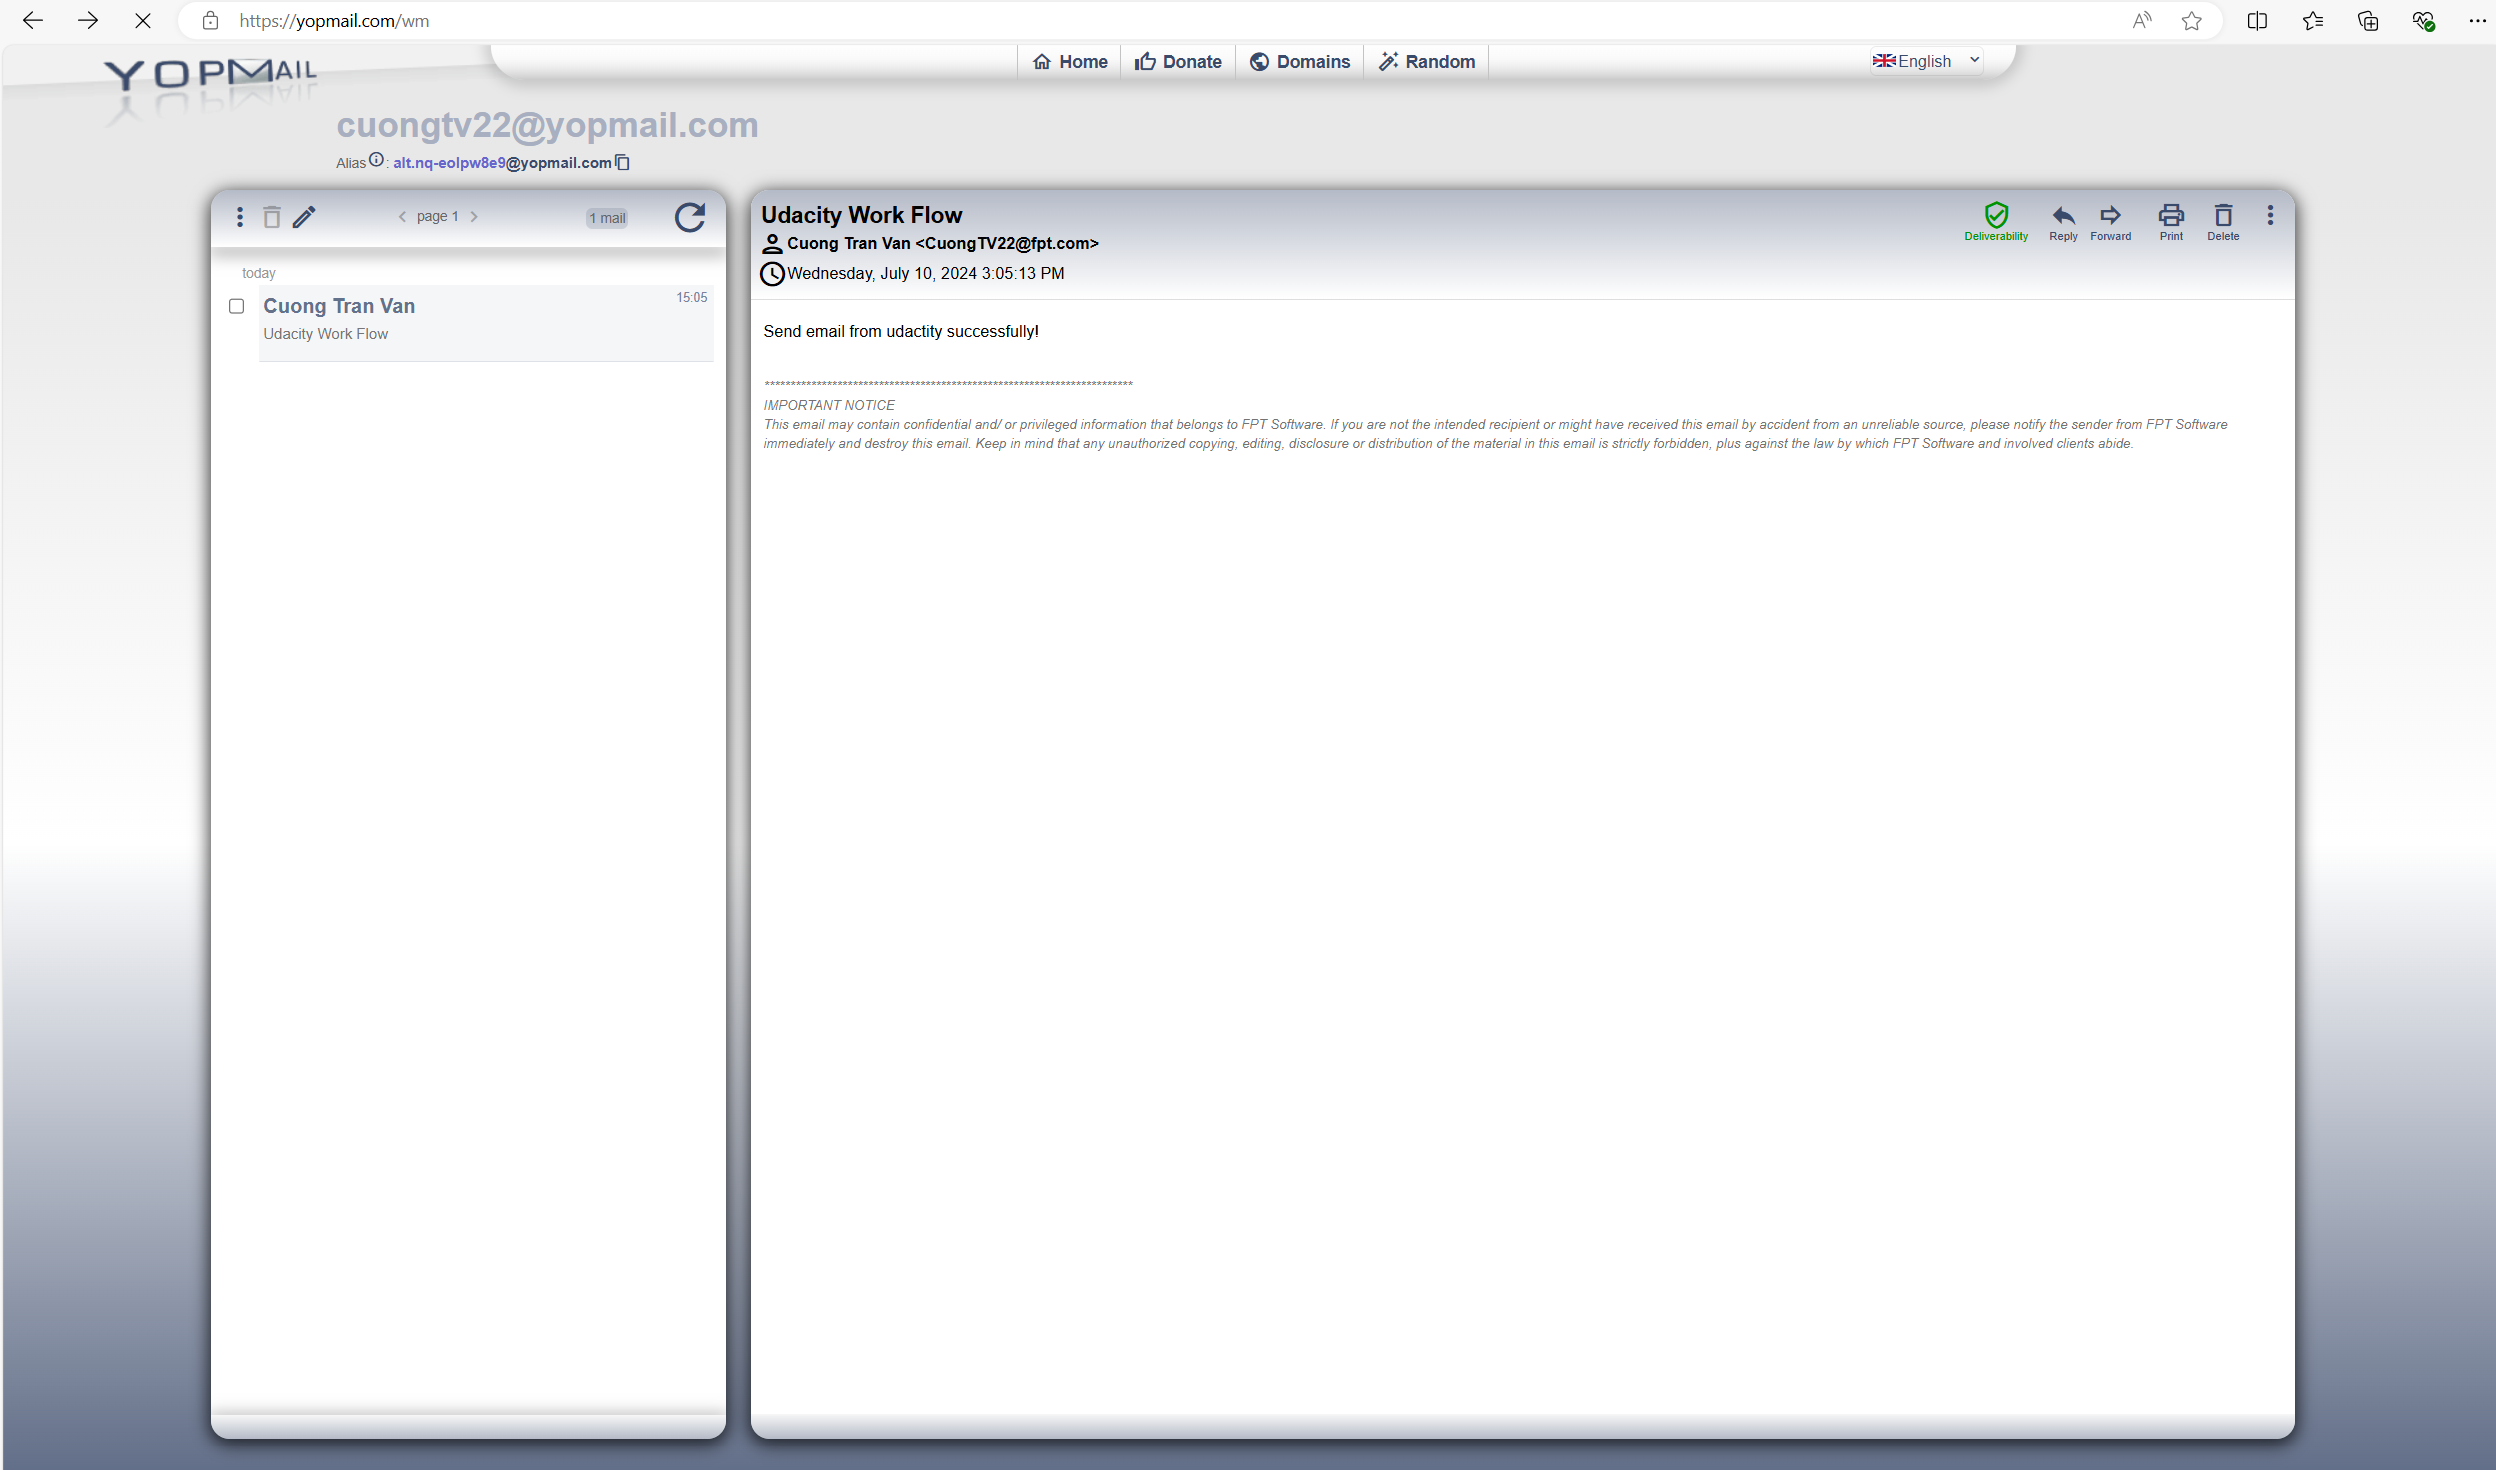 https://yopmail.com/wm
YOPMAIL
Home
Donate
Domains
Random
English
cuongtv22@yopmail.com
Alias : alt.nq-eolpw8e9@yopmail.com
page 1
1 mail
today
Cuong Tran Van
15:05
Udacity Work Flow
Udacity Work Flow
Cuong Tran Van <CuongTV22@fpt.com>
Wednesday, July 10, 2024 3:05:13 PM
Deliverability
Reply
Forward
Print
Delete
Send email from udactity successfully!
***********************************************************************
IMPORTANT NOTICE
This email may contain confidential and/ or privileged information that belongs to FPT Software. If you are not the intended recipient or might have received this email by accident from an unreliable source, please notify the sender from FPT Software
immediately and destroy this email. Keep in mind that any unauthorized copying, editing, disclosure or distribution of the material in this email is strictly forbidden, plus against the law by which FPT Software and involved clients abide.